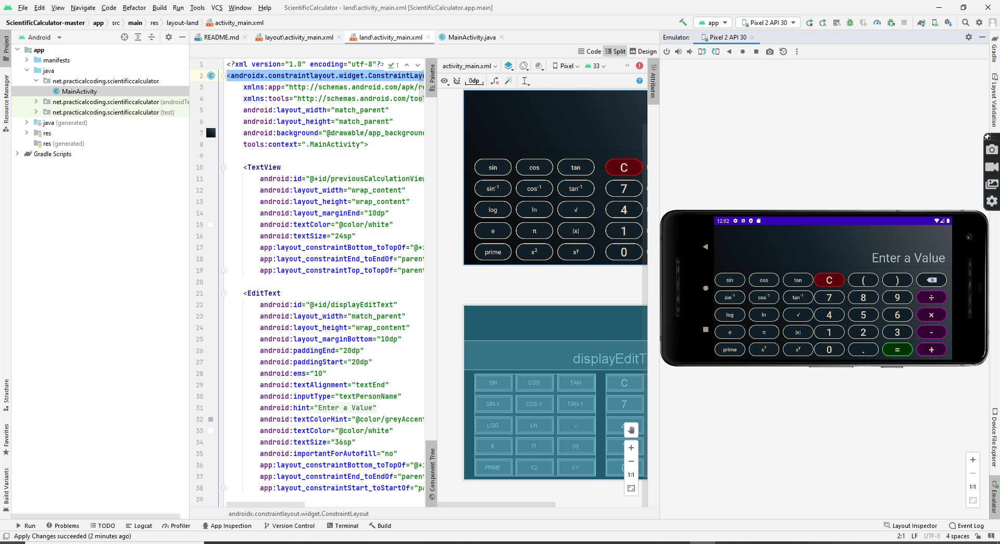 File Edit View Navigate Code Refactor Build Run Tools VCS Window Help ScientificCalculator - land\activity_main.xml [ScientificCalculator.app.main]
ScientificCalculator-master app src main res layout-land activity_main.xml app Pixel 2 API 30
Android README.md layout\activity_main.xml land\activity_main.xml MainActivity.java Emulator: Pixel 2 API 30
Code Split Design
Project
Resource Manager
Structure
Favorites
Build Variants
app
manifests
java
net.practicalcoding.scientificcalculator
MainActivity
net.practicalcoding.scientificcalculator (androidTe
net.practicalcoding.scientificcalculator (test)
java (generated)
res
res (generated)
Gradle Scripts
1 <?xml version="1.0" encoding="utf-8"?> 1
2 <androidx.constraintlayout.widget.ConstraintLayo
3 xmlns:app="http://schemas.android.com/apk/re
4 xmlns:tools="http://schemas.android.com/tool
5 android:layout_width="match_parent"
6 android:layout_height="match_parent"
7 android:background="@drawable/app_background
8 tools:context=".MainActivity">
9
10 <TextView
11 android:id="@+id/previousCalculationView
12 android:layout_width="wrap_content"
13 android:layout_height="wrap_content"
14 android:layout_marginEnd="10dp"
15 android:textColor="@color/white"
16 android:textSize="24sp"
17 app:layout_constraintBottom_toTopOf="@+i
18 app:layout_constraintEnd_toEndOf="parent
19 app:layout_constraintTop_toTopOf="parent
20
21 <EditText
22 android:id="@+id/displayEditText"
23 android:layout_width="match_parent"
24 android:layout_height="wrap_content"
25 android:layout_marginBottom="10dp"
26 android:paddingEnd="20dp"
27 android:paddingStart="20dp"
28 android:ems="10"
29 android:textAlignment="textEnd"
30 android:inputType="textPersonName"
31 android:hint="Enter a Value"
32 android:textColorHint="@color/greyAccent
33 android:textColor="@color/white"
34 android:textSize="36sp"
35 android:importantForAutofill="no"
36 app:layout_constraintBottom_toTopOf="@+i
37 app:layout_constraintEnd_toEndOf="parent
38 app:layout_constraintStart_toStartOf="pa
39
androidx.constraintlayout.widget.ConstraintLayout
Palette
Component Tree
activity_main.xml Pixel 33
0dp
sin cos tan C
sin-1 cos-1 tan-1 7
log ln √ 4
e π |x| 1
prime x2 xy 0
displayEditT
SIN COS TAN C
SIN-1 COS-1 TAN-1 7
LOG LN √
E Π |X|
PRIME X2 XY
1:1
Attributes
12:02
Enter a Value
sin cos tan C ( )
sin-1 cos-1 tan-1 7 8 9 ÷
log ln √ 4 5 6 ×
e π |x| 1 2 3 -
prime x2 xy 0 . = +
1:1
Gradle
Layout Validation
Device File Explorer
Emulator
Run Problems TODO Logcat Profiler App Inspection Version Control Terminal Build Layout Inspector Event Log
Apply Changes succeeded (2 minutes ago) 2:1 LF UTF-8 4 spaces